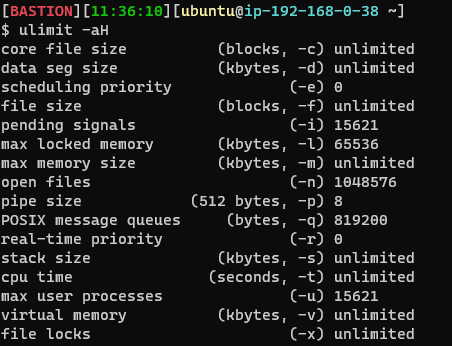 [BASTION][11:36:10][ubuntu@ip-192-168-0-38 ~]
$ ulimit -aH
core file size          (blocks, -c) unlimited
data seg size           (kbytes, -d) unlimited
scheduling priority             (-e) 0
file size               (blocks, -f) unlimited
pending signals                 (-i) 15621
max locked memory       (kbytes, -l) 65536
max memory size         (kbytes, -m) unlimited
open files                      (-n) 1048576
pipe size            (512 bytes, -p) 8
POSIX message queues     (bytes, -q) 819200
real-time priority              (-r) 0
stack size              (kbytes, -s) unlimited
cpu time               (seconds, -t) unlimited
max user processes              (-u) 15621
virtual memory          (kbytes, -v) unlimited
file locks                      (-x) unlimited